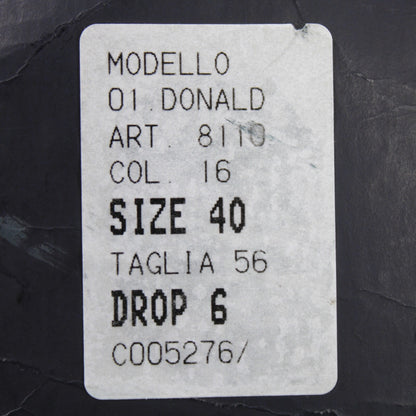 MODELLO
01 DONALD
ART. 8110
COL. 16
SIZE 40
TAGLIA 56
DROP 6
C005276/